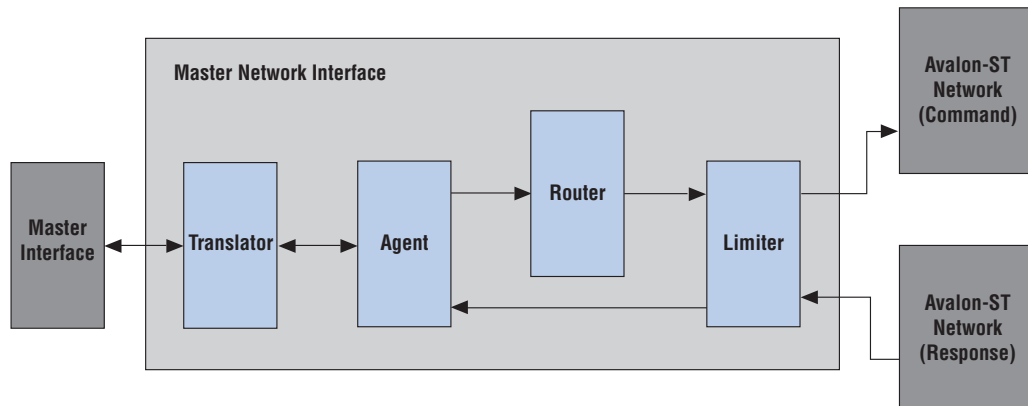 Master Network Interface
Master
Interface
Translator
Agent
Router
Limiter
Avalon-ST
Network
(Command)
Avalon-ST
Network
(Response)